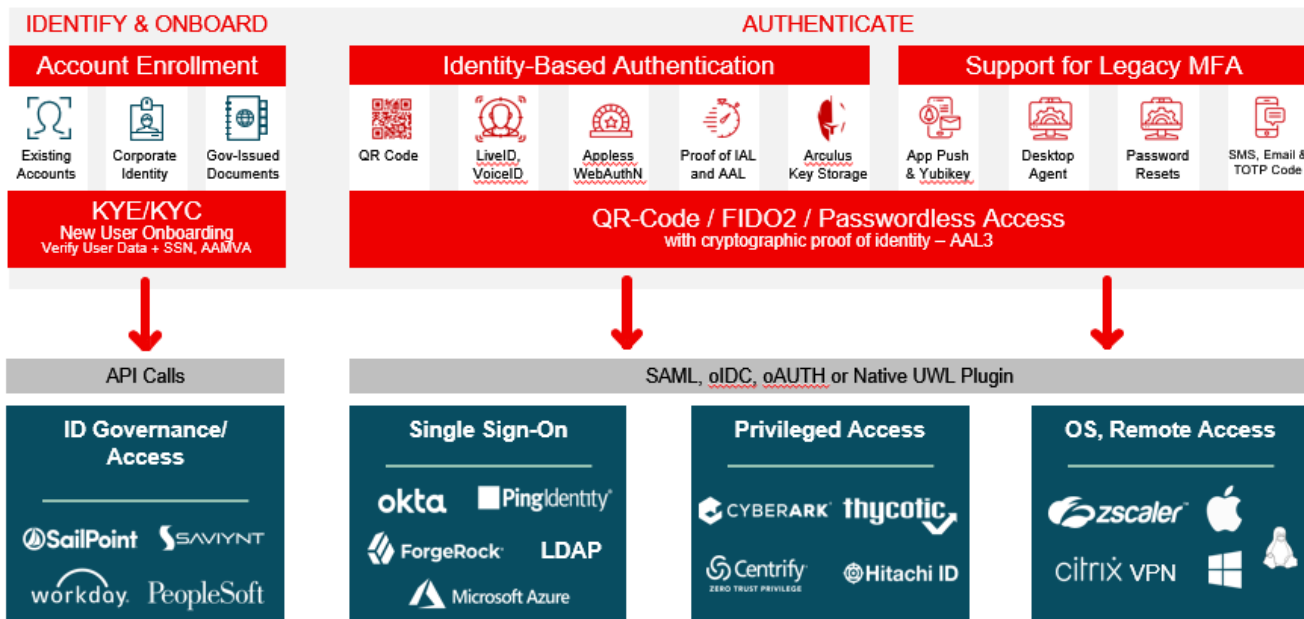 IDENTIFY & ONBOARD
AUTHENTICATE
Account Enrollment
Identity-Based Authentication
Support for Legacy MFA
Existing
Accounts
Corporate
Identity
Gov-Issued
Documents
QR Code
LiveID,
VoiceID
Appless
WebAuthN
Proof of IAL
and AAL
Arculus
Key Storage
App Push
& Yubikey
Desktop
Agent
Password
Resets
SMS, Email &
TOTP Code
KYE/KYC
New User Onboarding
Verify User Data + SSN, AAMVA
QR-Code / FIDO2 / Passwordless Access
with cryptographic proof of identity – AAL3
API Calls
SAML, oIDC, oAUTH or Native UWL Plugin
ID Governance/
Access
SailPoint
SAVIYNT
workday.
PeopleSoft
Single Sign-On
okta
PingIdentity
ForgeRock
LDAP
Microsoft Azure
Privileged Access
CYBERARK
thycotic
Centrify
ZERO TRUST PRIVILEGE
Hitachi ID
OS, Remote Access
zscaler
citrix VPN